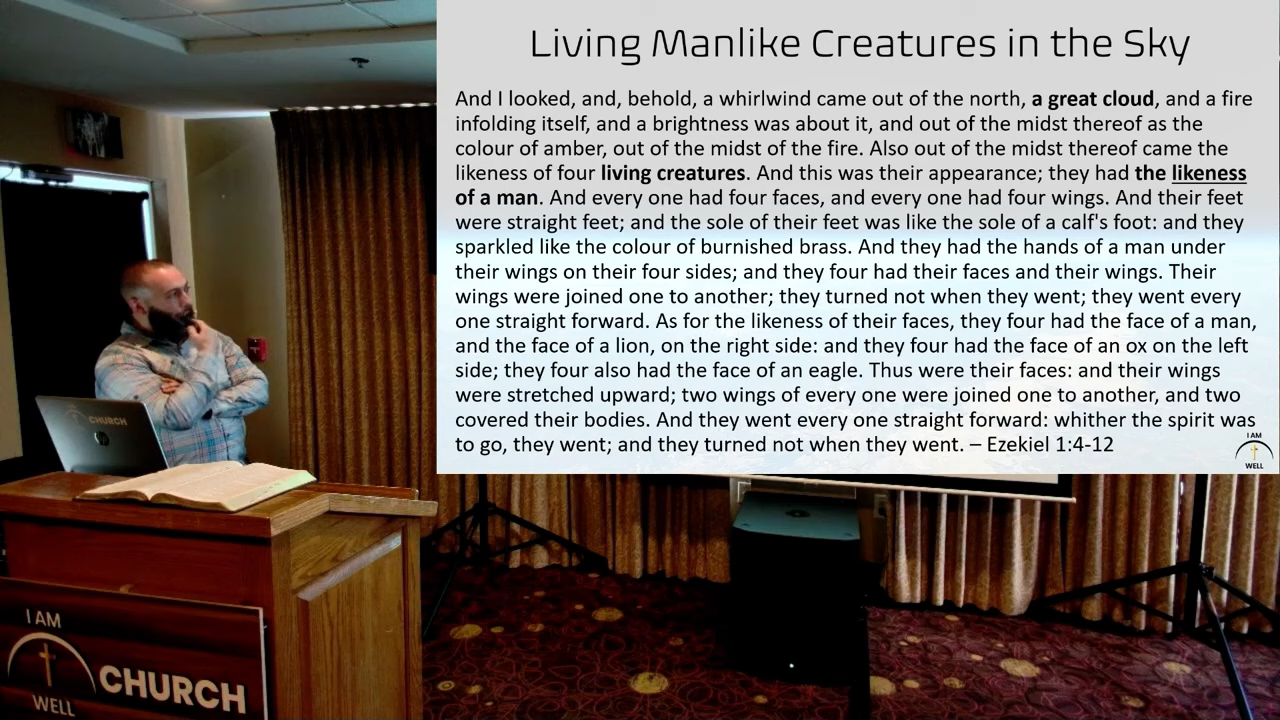 Living Manlike Creatures in the Sky
And I looked, and, behold, a whirlwind came out of the north, a great cloud, and a fire
infolding itself, and a brightness was about it, and out of the midst thereof as the
colour of amber, out of the midst of the fire. Also out of the midst thereof came the
likeness of four living creatures. And this was their appearance; they had the likeness
of a man. And every one had four faces, and every one had four wings. And their feet
were straight feet; and the sole of their feet was like the sole of a calf's foot: and they
sparkled like the colour of burnished brass. And they had the hands of a man under
their wings on their four sides; and they four had their faces and their wings. Their
wings were joined one to another; they turned not when they went; they went every
one straight forward. As for the likeness of their faces, they four had the face of a man,
and the face of a lion, on the right side: and they four had the face of an ox on the left
side; they four also had the face of an eagle. Thus were their faces: and their wings
were stretched upward; two wings of every one were joined one to another, and two
covered their bodies. And they went every one straight forward: whither the spirit was
to go, they went; and they turned not when they went. – Ezekiel 1:4-12
I AM
WELL
CHURCH
hp
I AM
CHURCH
WELL